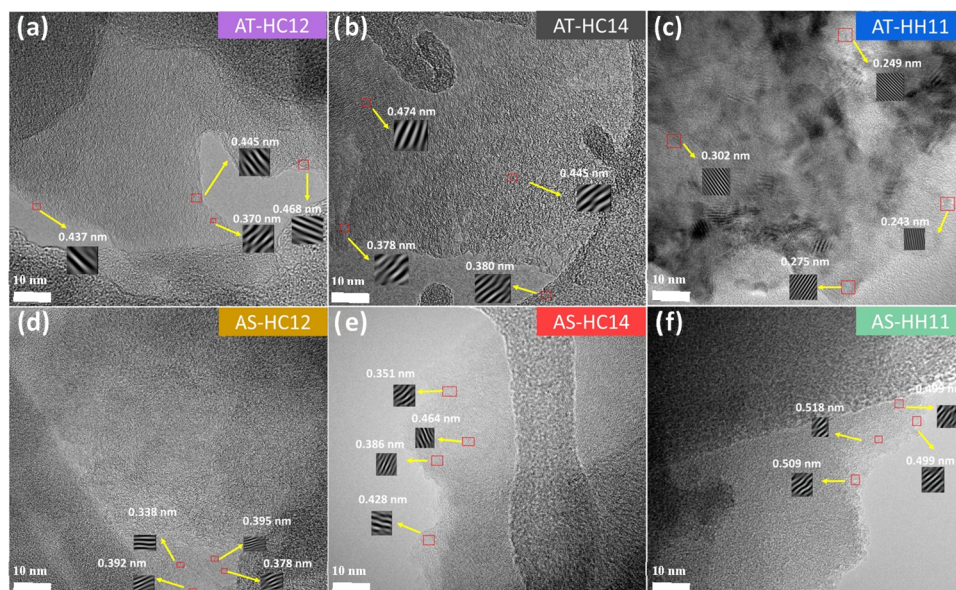 (a) AT-HC12
0.445 nm
0.468 nm
0.370 nm
0.437 nm
10 nm
(b) AT-HC14
0.474 nm
0.445 nm
0.378 nm
0.380 nm
10 nm
(c) AT-HH11
0.249 nm
0.302 nm
0.243 nm
0.275 nm
10 nm
(d) AS-HC12
0.338 nm
0.395 nm
0.392 nm
0.378 nm
10 nm
(e) AS-HC14
0.351 nm
0.464 nm
0.386 nm
0.428 nm
10 nm
(f) AS-HH11
0.499
0.518 nm
0.509 nm
0.499 nm
10 nm